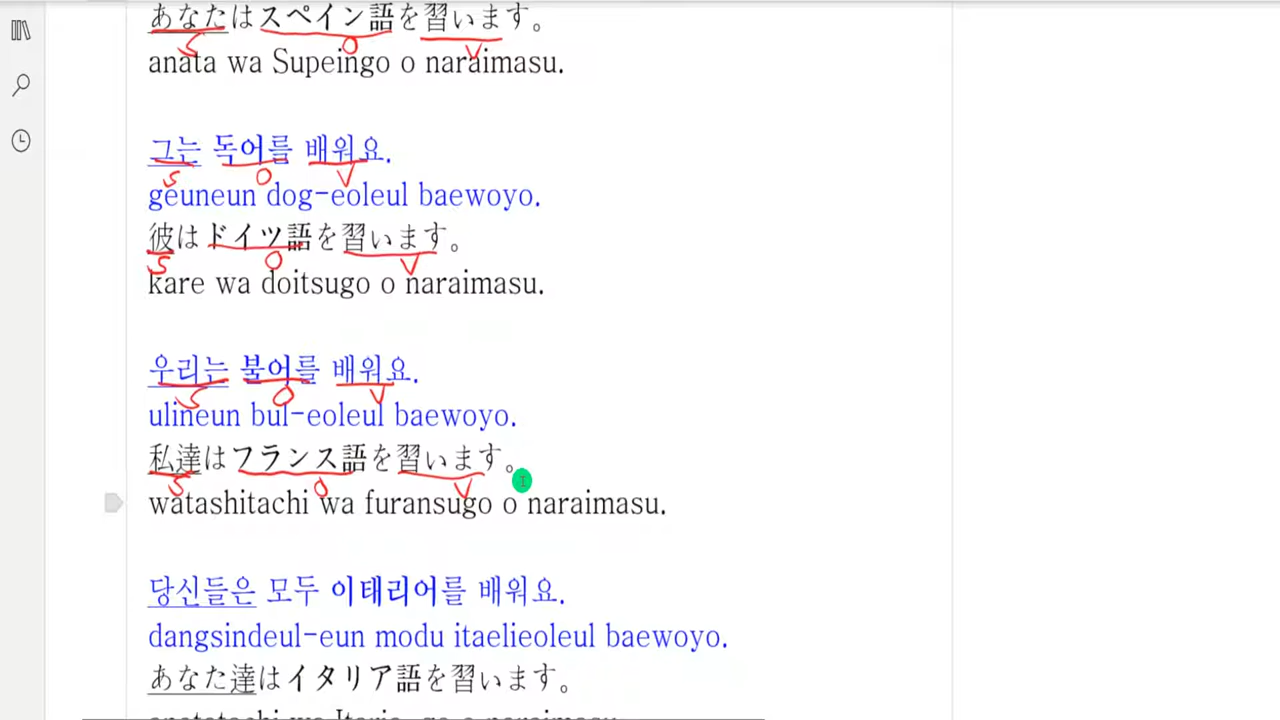 あなたはスペイン語を習います。
S O V
anata wa Supeingo o naraimasu.
그는 독어를 배워요.
S O V
geuneun dog-eoleul baewoyo.
彼はドイツ語を習います。
S O V
kare wa doitsugo o naraimasu.
우리는 불어를 배워요.
S O V
ulineun bul-eoleul baewoyo.
私達はフランス語を習います。
S O V
watashitachi wa furansugo o naraimasu.
당신들은 모두 이태리어를 배워요.
dangsindeul-eun modu itaelieoleul baewoyo.
あなた達はイタリア語を習います。